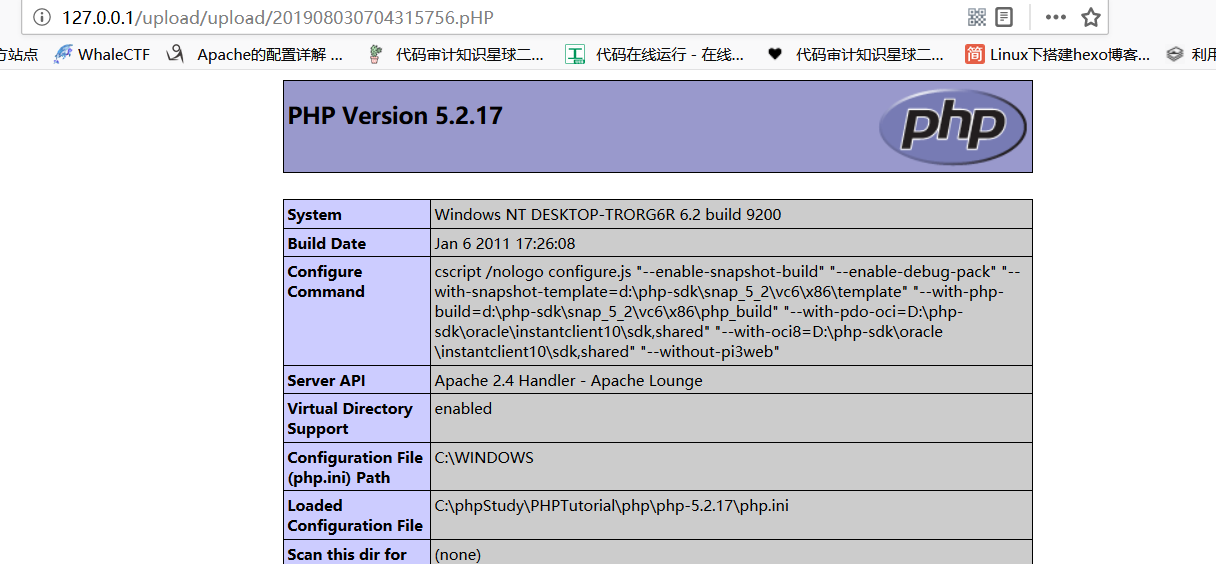 127.0.0.1/upload/upload/201908030704315756.pHP
方站点 WhaleCTF Apache的配置详解 ... 代码审计知识星球二... 代码在线运行 - 在线... 代码审计知识星球二... 简 Linux下搭建hexo博客... 利用
PHP Version 5.2.17
php
System Windows NT DESKTOP-TRORG6R 6.2 build 9200
Build Date Jan 6 2011 17:26:08
Configure cscript /nologo configure.js "--enable-snapshot-build" "--enable-debug-pack" "--
Command with-snapshot-template=d:\php-sdk\snap_5_2\vc6\x86\template" "--with-php-
build=d:\php-sdk\snap_5_2\vc6\x86\php_build" "--with-pdo-oci=D:\php-
sdk\oracle\instantclient10\sdk,shared" "--with-oci8=D:\php-sdk\oracle
\instantclient10\sdk,shared" "--without-pi3web"
Server API Apache 2.4 Handler - Apache Lounge
Virtual Directory enabled
Support
Configuration File C:\WINDOWS
(php.ini) Path
Loaded C:\phpStudy\PHPTutorial\php\php-5.2.17\php.ini
Configuration File
Scan this dir for (none)